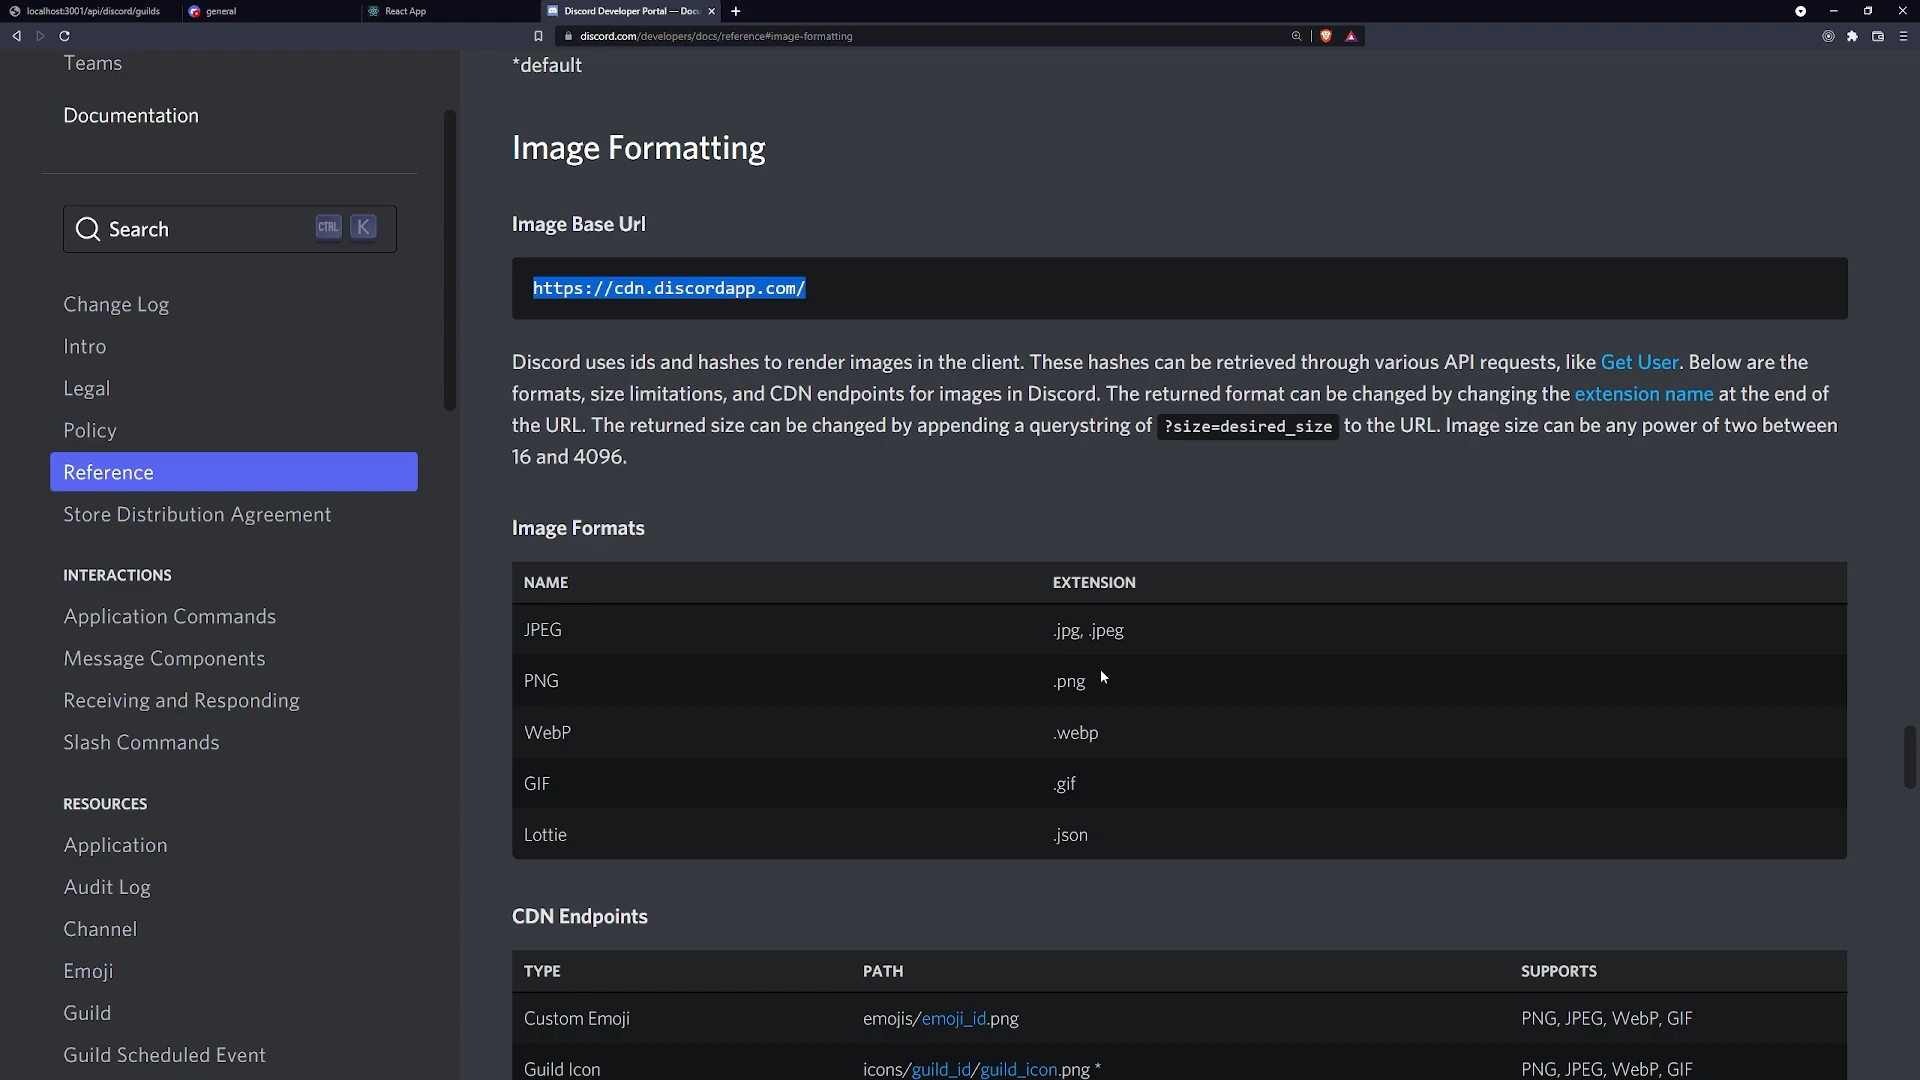 localhost:3001/api/discord/guilds
general
React App
Discord Developer Portal — Docu
discord.com/developers/docs/reference#image-formatting
Teams
Documentation
Search
CTRL K
Change Log
Intro
Legal
Policy
Reference
Store Distribution Agreement
INTERACTIONS
Application Commands
Message Components
Receiving and Responding
Slash Commands
RESOURCES
Application
Audit Log
Channel
Emoji
Guild
Guild Scheduled Event
*default
Image Formatting
Image Base Url
https://cdn.discordapp.com/
Discord uses ids and hashes to render images in the client. These hashes can be retrieved through various API requests, like Get User. Below are the
formats, size limitations, and CDN endpoints for images in Discord. The returned format can be changed by changing the extension name at the end of
the URL. The returned size can be changed by appending a querystring of ?size=desired_size to the URL. Image size can be any power of two between
16 and 4096.
Image Formats
NAME EXTENSION
JPEG .jpg, .jpeg
PNG .png
WebP .webp
GIF .gif
Lottie .json
CDN Endpoints
TYPE PATH SUPPORTS
Custom Emoji emojis/emoji_id.png PNG, JPEG, WebP, GIF
Guild Icon icons/guild_id/guild_icon.png * PNG, JPEG, WebP, GIF